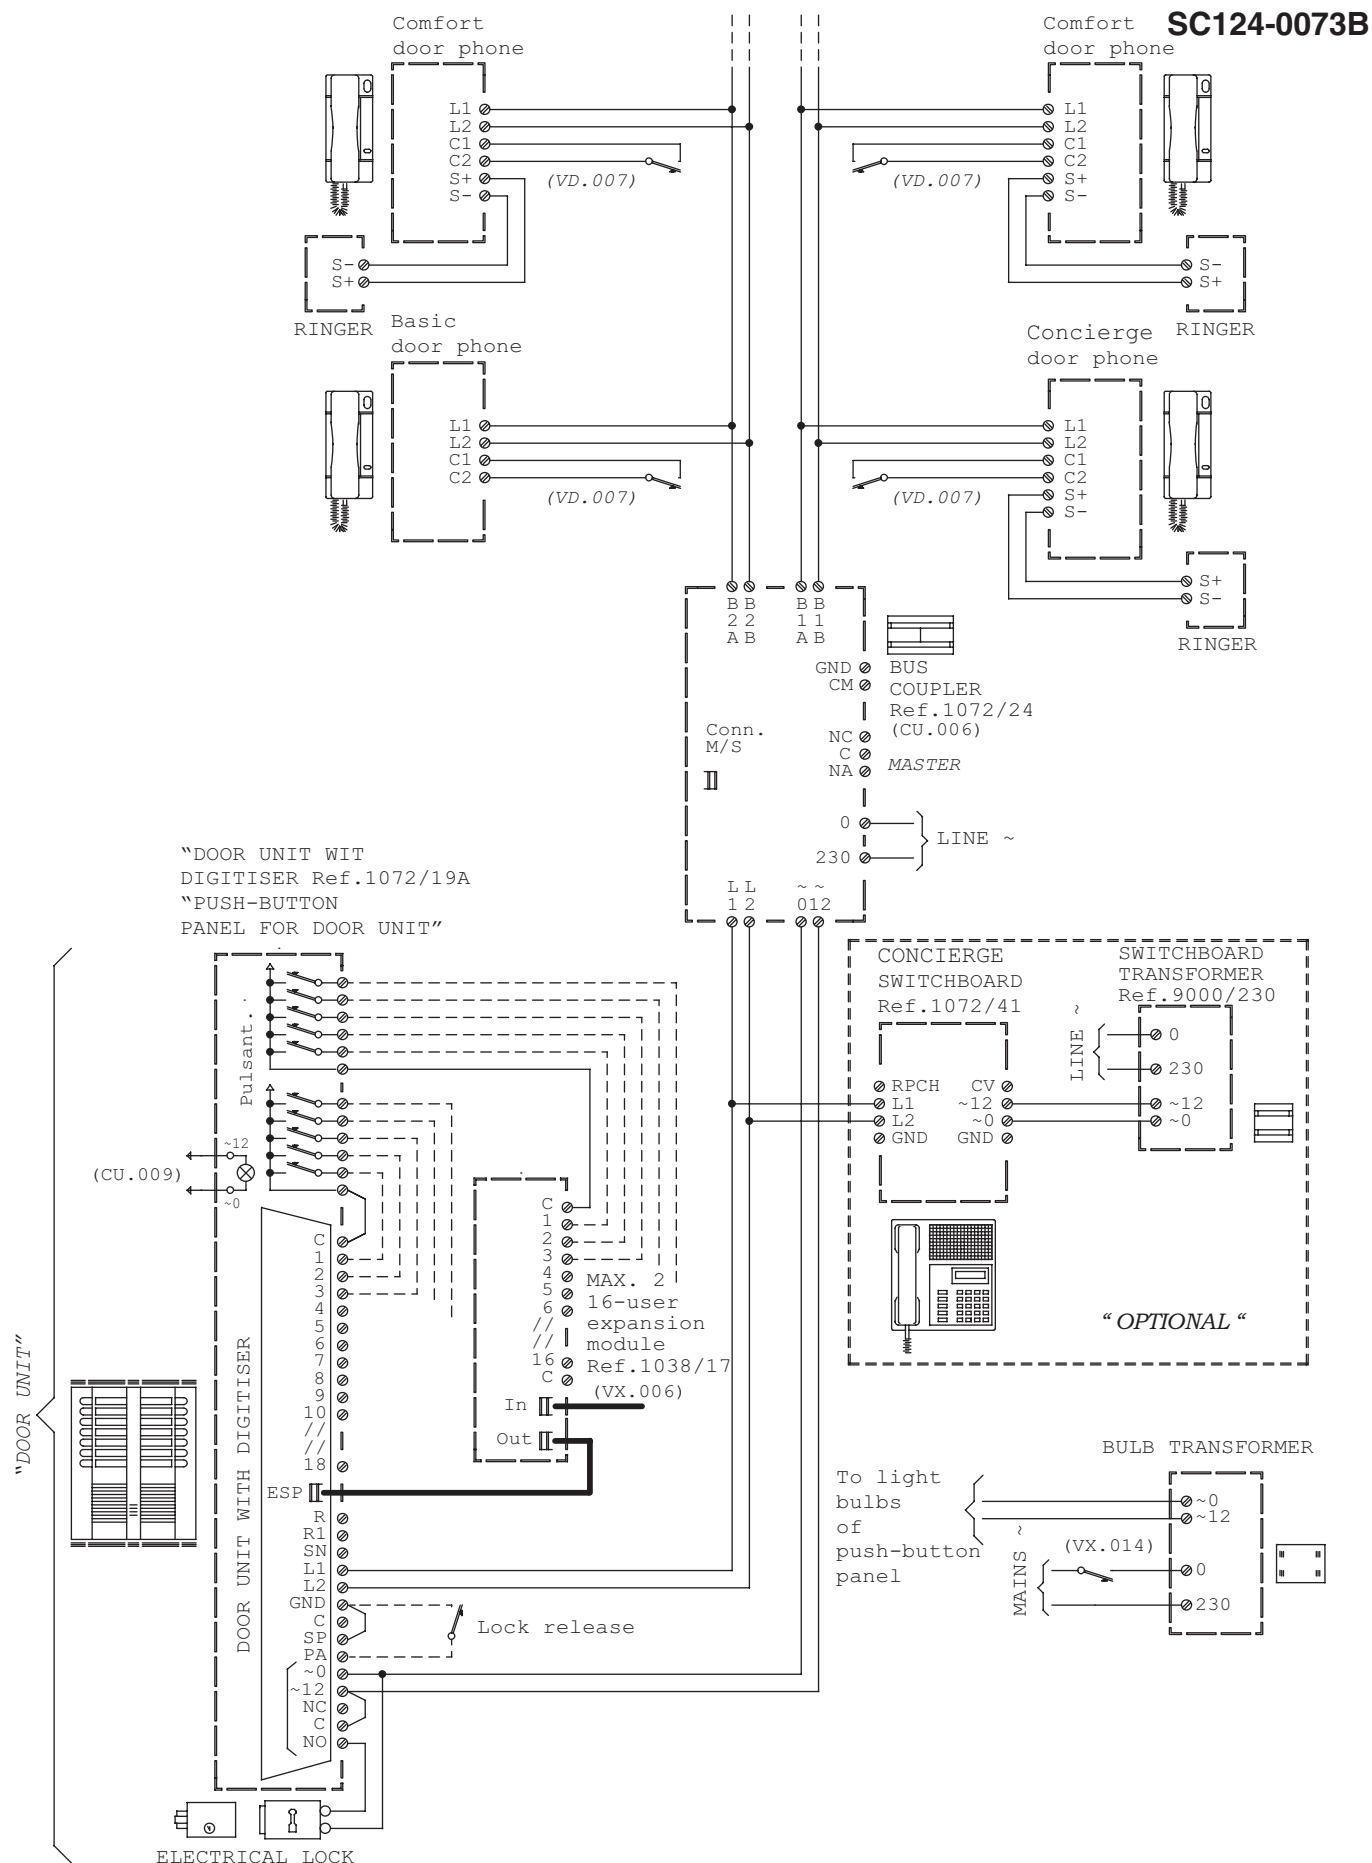 SC124-0073B
Comfort
door phone
L1
L2
C1
C2
S+
S-
(VD.007)
S-
S+
RINGER
Comfort
door phone
L1
L2
C1
C2
S+
S-
(VD.007)
S-
S+
RINGER
Basic
door phone
L1
L2
C1
C2
(VD.007)
Concierge
door phone
L1
L2
C1
C2
S+
S-
(VD.007)
S+
S-
RINGER
B2A
B2B
B1A
B1B
GND
CM
BUS
COUPLER
Ref.1072/24
(CU.006)
MASTER
Conn.
M/S
NC
C
NA
0
230
LINE ~
L1
L2
~0
~12
"DOOR UNIT WIT
DIGITISER Ref.1072/19A
"PUSH-BUTTON
PANEL FOR DOOR UNIT"
Pulsant.
~12
~0
(CU.009)
"DOOR UNIT"
DOOR UNIT WITH DIGITISER
C
1
2
3
4
5
6
7
8
9
10
//
//
18
ESP
R
R1
SN
L1
L2
GND
C
SP
PA
~0
~12
NC
C
NO
Lock release
ELECTRICAL LOCK
C
1
2
3
4
5
6
//
//
16
C
In
Out
MAX. 2
16-user
expansion
module
Ref.1038/17
(VX.006)
CONCIERGE
SWITCHBOARD
Ref.1072/41
RPCH
L1
L2
GND
CV
~12
~0
GND
SWITCHBOARD
TRANSFORMER
Ref.9000/230
LINE ~
0
230
~12
~0
" OPTIONAL "
BULB TRANSFORMER
To light
bulbs
of
push-button
panel
~0
~12
MAINS ~
(VX.014)
0
230